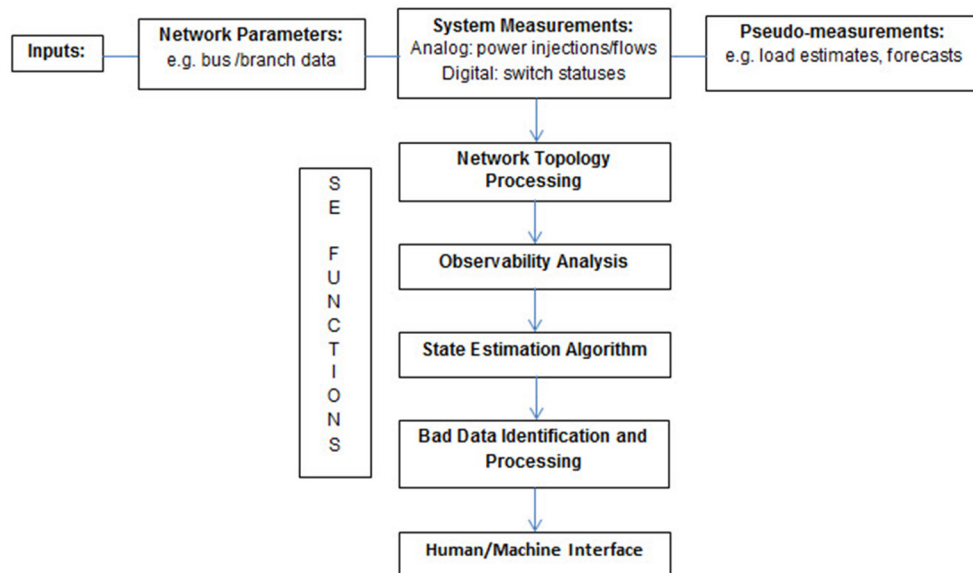 Inputs:
Network Parameters:
e.g. bus /branch data
System Measurements:
Analog: power injections/flows
Digital: switch statuses
Pseudo-measurements:
e.g. load estimates, forecasts
Network Topology
Processing
S
E
F
U
N
C
T
I
O
N
S
Observability Analysis
State Estimation Algorithm
Bad Data Identification and
Processing
Human/Machine Interface